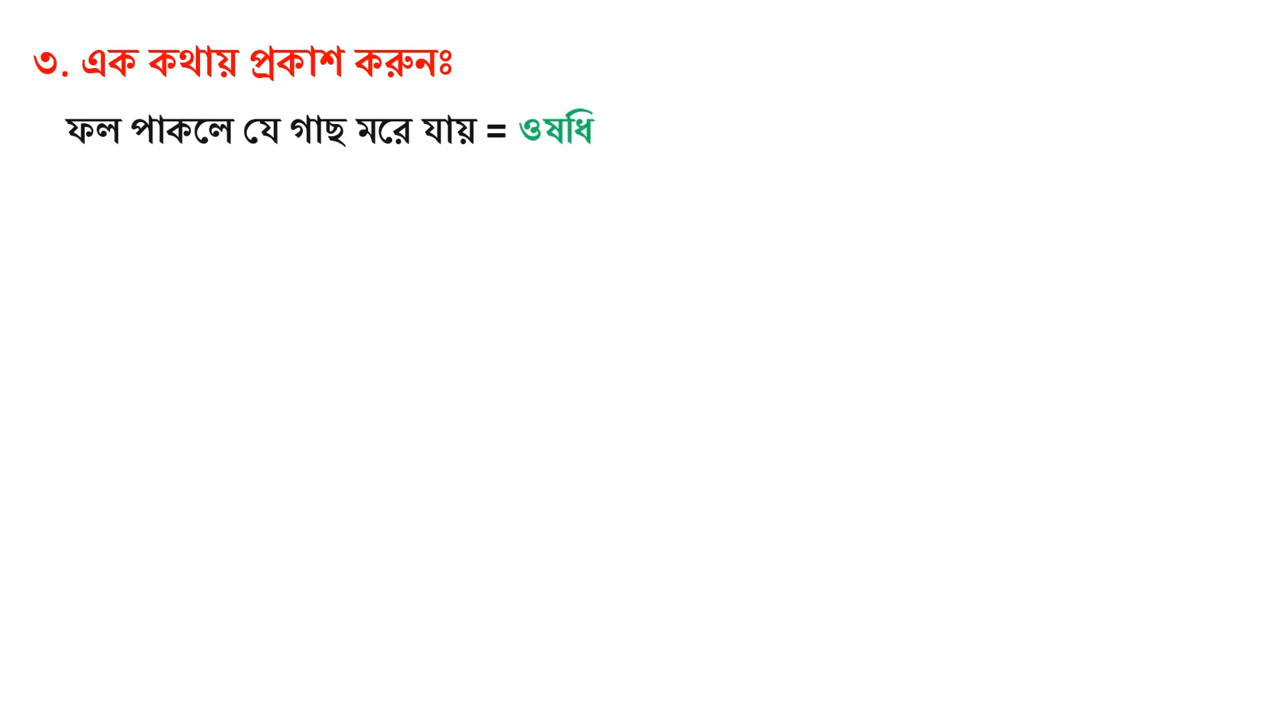 ৩. এক কথায় প্রকাশ করুনঃ
ফল পাকলে যে গাছ মরে যায় = ওষধি